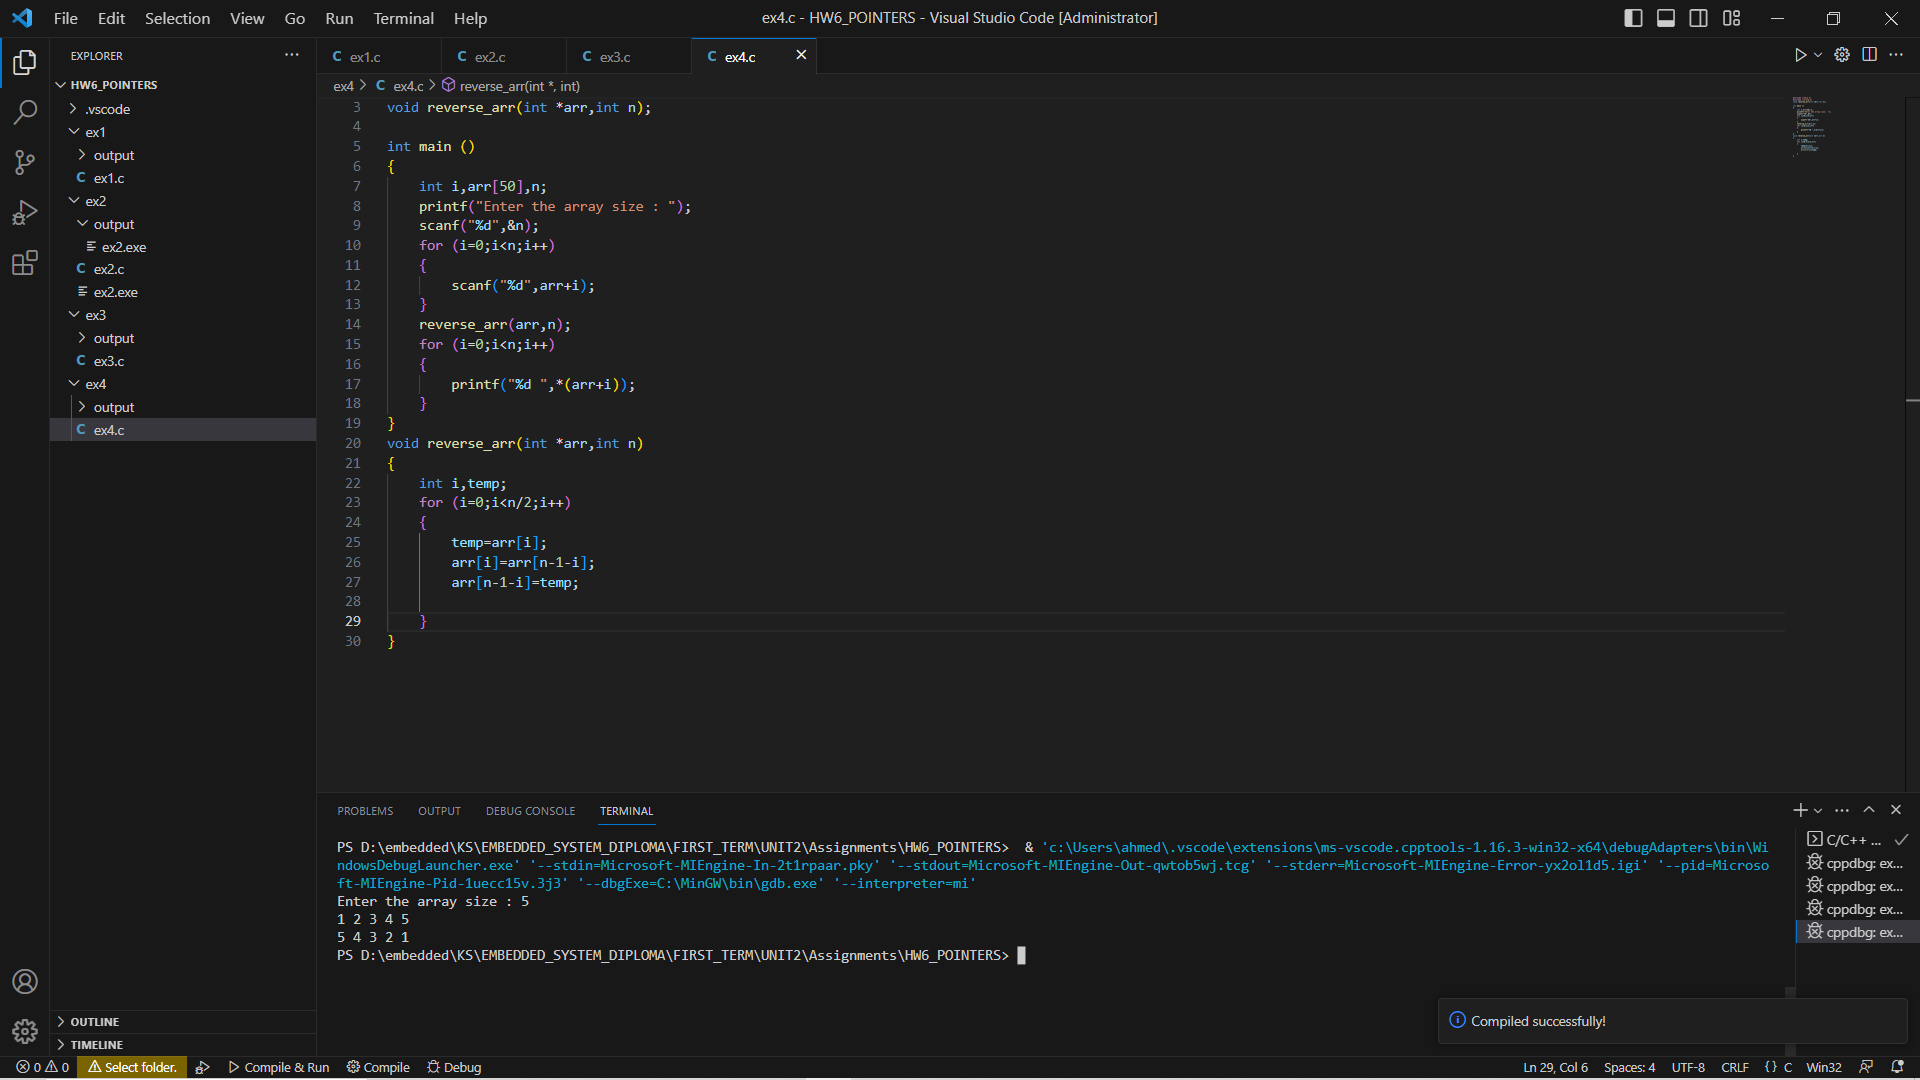 File Edit Selection View Go Run Terminal Help
ex4.c - HW6_POINTERS - Visual Studio Code [Administrator]
EXPLORER
HW6_POINTERS
.vscode
ex1
output
C ex1.c
ex2
output
ex2.exe
C ex2.c
ex2.exe
ex3
output
C ex3.c
ex4
output
C ex4.c
OUTLINE
TIMELINE
C ex1.c C ex2.c C ex3.c C ex4.c
ex4 > C ex4.c > reverse_arr(int *, int)
3 void reverse_arr(int *arr,int n);
4
5 int main ()
6 {
7 int i,arr[50],n;
8 printf("Enter the array size : ");
9 scanf("%d",&n);
10 for (i=0;i<n;i++)
11 {
12 scanf("%d",arr+i);
13 }
14 reverse_arr(arr,n);
15 for (i=0;i<n;i++)
16 {
17 printf("%d ",*(arr+i));
18 }
19 }
20 void reverse_arr(int *arr,int n)
21 {
22 int i,temp;
23 for (i=0;i<n/2;i++)
24 {
25 temp=arr[i];
26 arr[i]=arr[n-1-i];
27 arr[n-1-i]=temp;
28
29 }
30 }
PROBLEMS OUTPUT DEBUG CONSOLE TERMINAL
PS D:\embedded\KS\EMBEDDED_SYSTEM_DIPLOMA\FIRST_TERM\UNIT2\Assignments\HW6_POINTERS> & 'c:\Users\ahmed\.vscode\extensions\ms-vscode.cpptools-1.16.3-win32-x64\debugAdapters\bin\Wi
ndowsDebugLauncher.exe' '--stdin=Microsoft-MIEngine-In-2t1rpaar.pky' '--stdout=Microsoft-MIEngine-Out-qwtob5wj.tcg' '--stderr=Microsoft-MIEngine-Error-yx2ol1d5.igi' '--pid=Microso
ft-MIEngine-Pid-1uecc15v.3j3' '--dbgExe=C:\MinGW\bin\gdb.exe' '--interpreter=mi'
Enter the array size : 5
1 2 3 4 5
5 4 3 2 1
PS D:\embedded\KS\EMBEDDED_SYSTEM_DIPLOMA\FIRST_TERM\UNIT2\Assignments\HW6_POINTERS>
C/C++ ...
cppdbg: ex...
cppdbg: ex...
cppdbg: ex...
cppdbg: ex...
Compiled successfully!
0 0 Select folder. Compile & Run Compile Debug
Ln 29, Col 6 Spaces: 4 UTF-8 CRLF {} C Win32